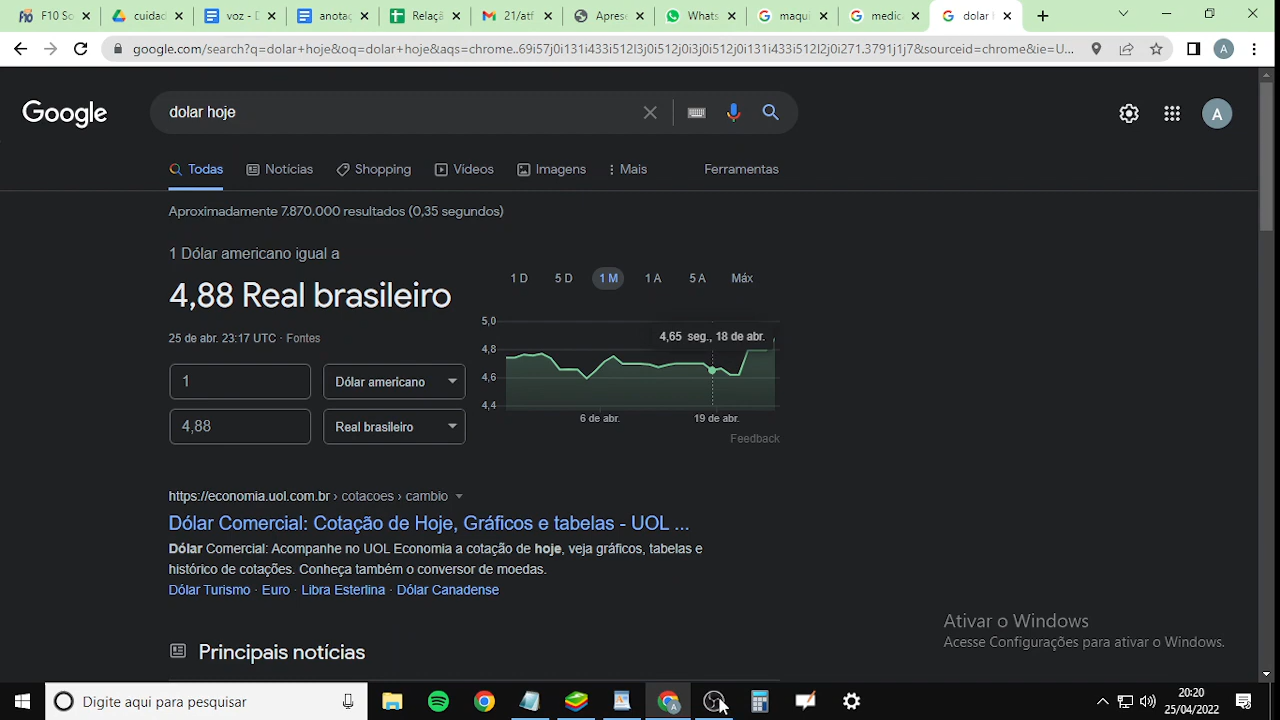 F10 So
cuidad
voz - D
anotaç
Relaçã
21/atf
Aprese
Whats
maqui
medic
dolar l
google.com/search?q=dolar+hoje&oq=dolar+hoje&aqs=chrome..69i57j0i131i433i512l3j0i512j0i3j0i512j0i131i433i512l2j0i271.3791j1j7&sourceid=chrome&ie=U...
A
Google
dolar hoje
A
Todas
Notícias
Shopping
Vídeos
Imagens
Mais
Ferramentas
Aproximadamente 7.870.000 resultados (0,35 segundos)
1 Dólar americano igual a
4,88 Real brasileiro
25 de abr. 23:17 UTC · Fontes
1 Dólar americano
4,88 Real brasileiro
1 D 5 D 1 M 1 A 5 A Máx
5,0
4,65 seg., 18 de abr.
4,8
4,6
4,4
6 de abr. 19 de abr.
Feedback
https://economia.uol.com.br › cotacoes › cambio
Dólar Comercial: Cotação de Hoje, Gráficos e tabelas - UOL ...
Dólar Comercial: Acompanhe no UOL Economia a cotação de hoje, veja gráficos, tabelas e
histórico de cotações. Conheça também o conversor de moedas.
Dólar Turismo · Euro · Libra Esterlina · Dólar Canadense
Principais notícias
Ativar o Windows
Acesse Configurações para ativar o Windows.
Digite aqui para pesquisar
20:20
25/04/2022